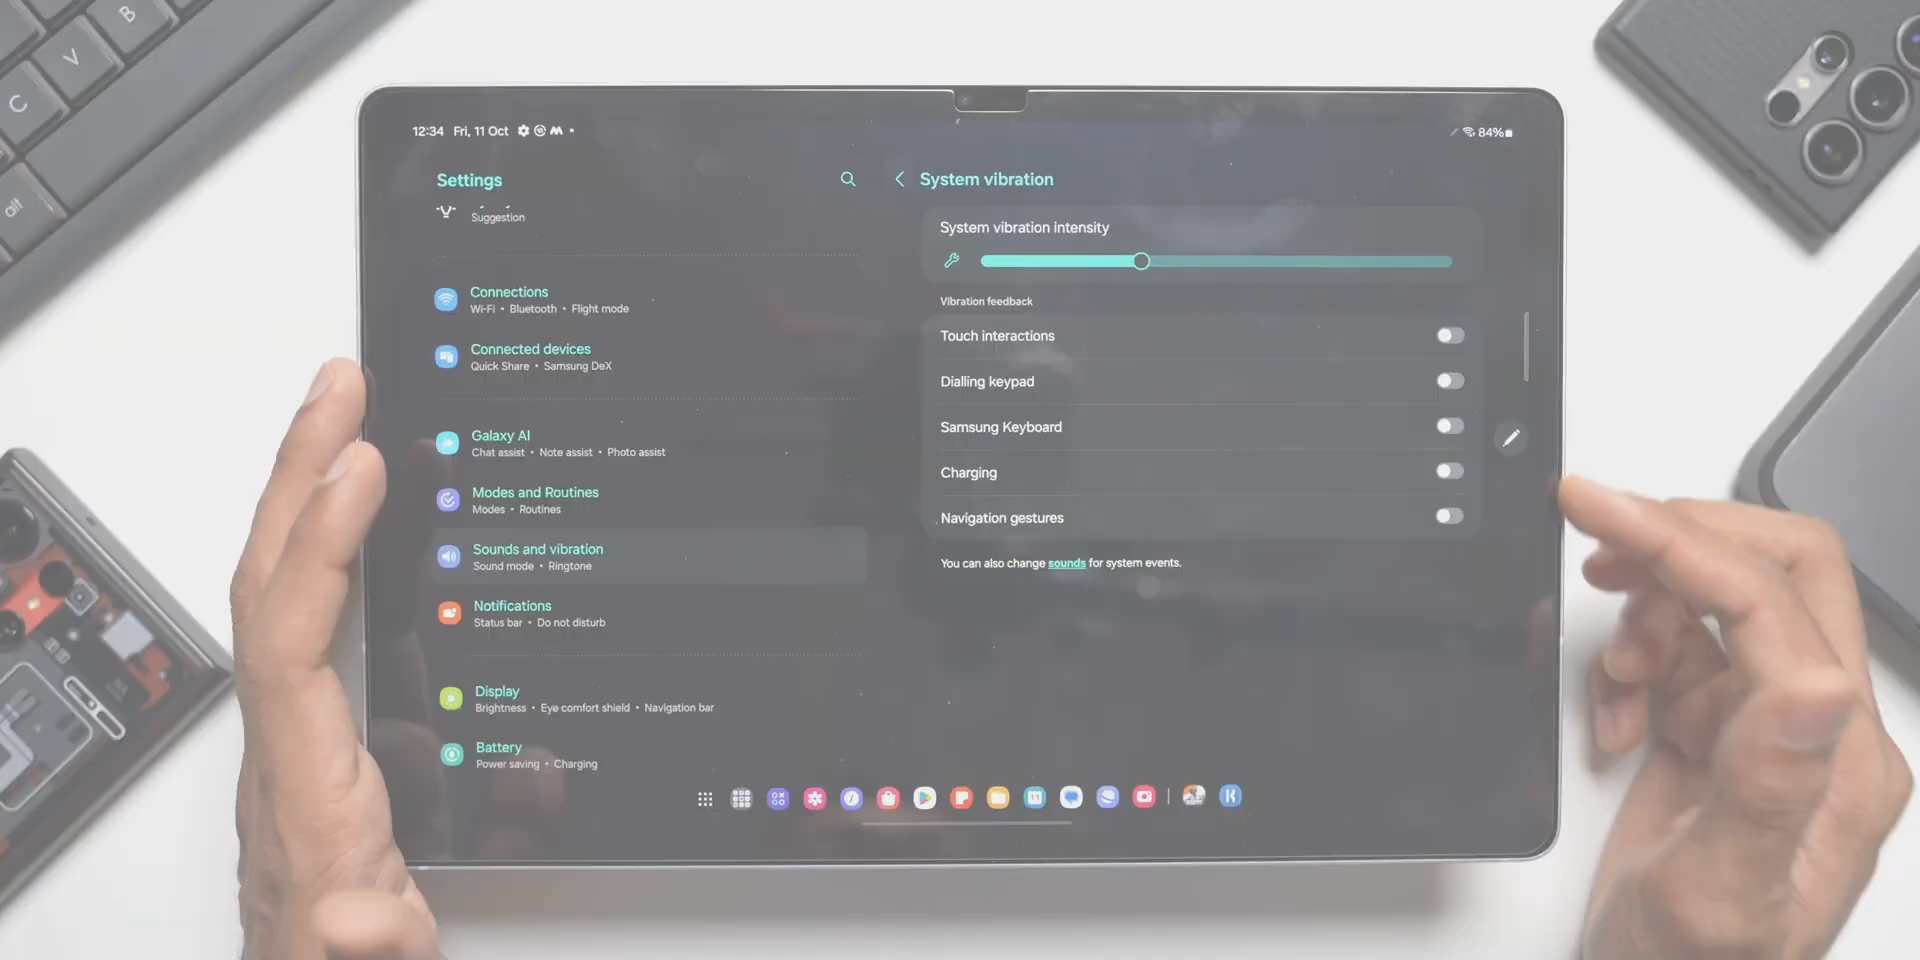 B
V
C
alt
12:34 Fri, 11 Oct
84%
Settings
Suggestion
Connections
Wi-Fi • Bluetooth • Flight mode
Connected devices
Quick Share • Samsung DeX
Galaxy AI
Chat assist • Note assist • Photo assist
Modes and Routines
Modes • Routines
Sounds and vibration
Sound mode • Ringtone
Notifications
Status bar • Do not disturb
Display
Brightness • Eye comfort shield • Navigation bar
Battery
Power saving • Charging
System vibration
System vibration intensity
Vibration feedback
Touch interactions
Dialling keypad
Samsung Keyboard
Charging
Navigation gestures
You can also change sounds for system events.